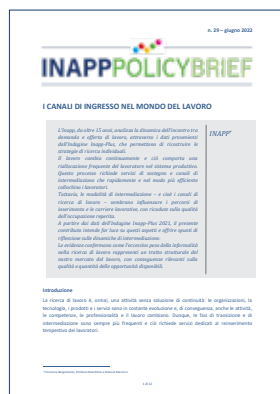 n. 29 – giugno 2022
INAPP POLICY BRIEF
I CANALI DI INGRESSO NEL MONDO DEL LAVORO
L'Inapp, da oltre 15 anni, analizza la dinamica dell'incontro tra
domanda e offerta di lavoro, attraverso i dati provenienti
dall'Indagine Inapp-Plus, che permettono di ricostruire le
strategie di ricerca individuali.
Il lavoro cambia continuamente e ciò comporta una
riallocazione frequente del lavoratore nel sistema produttivo.
Questo processo richiede servizi di sostegno e canali di
intermediazione che rapidamente e nel modo più efficiente
collochino i lavoratori.
Tuttavia, le modalità di intermediazione – e cioè i canali di
ricerca di lavoro – sembrano influenzare i percorsi di
inserimento e le carriere lavorative, con ricadute sulla qualità
dell'occupazione reperita.
A partire dai dati dell'Indagine Inapp-Plus 2021, il presente
contributo intende far luce su questi aspetti e offrire spunti di
riflessione sulle dinamiche di intermediazione.
Le evidenze confermano come l'eccessivo peso della informalità
nella ricerca di lavoro rappresenti un tratto strutturale del
nostro mercato del lavoro, con conseguenze rilevanti sulla
qualità e quantità delle opportunità disponibili.
INAPP*
Introduzione
La ricerca di lavoro è, ormai, una attività senza soluzione di continuità: le organizzazioni, la
tecnologia, i prodotti e i servizi sono in costante evoluzione e, di conseguenza, anche le attività,
le competenze, le professionalità e il lavoro cambiano. Dunque, le fasi di transizione e di
intermediazione sono sempre più frequenti e ciò richiede servizi dedicati al reinserimento
tempestivo dei lavoratori